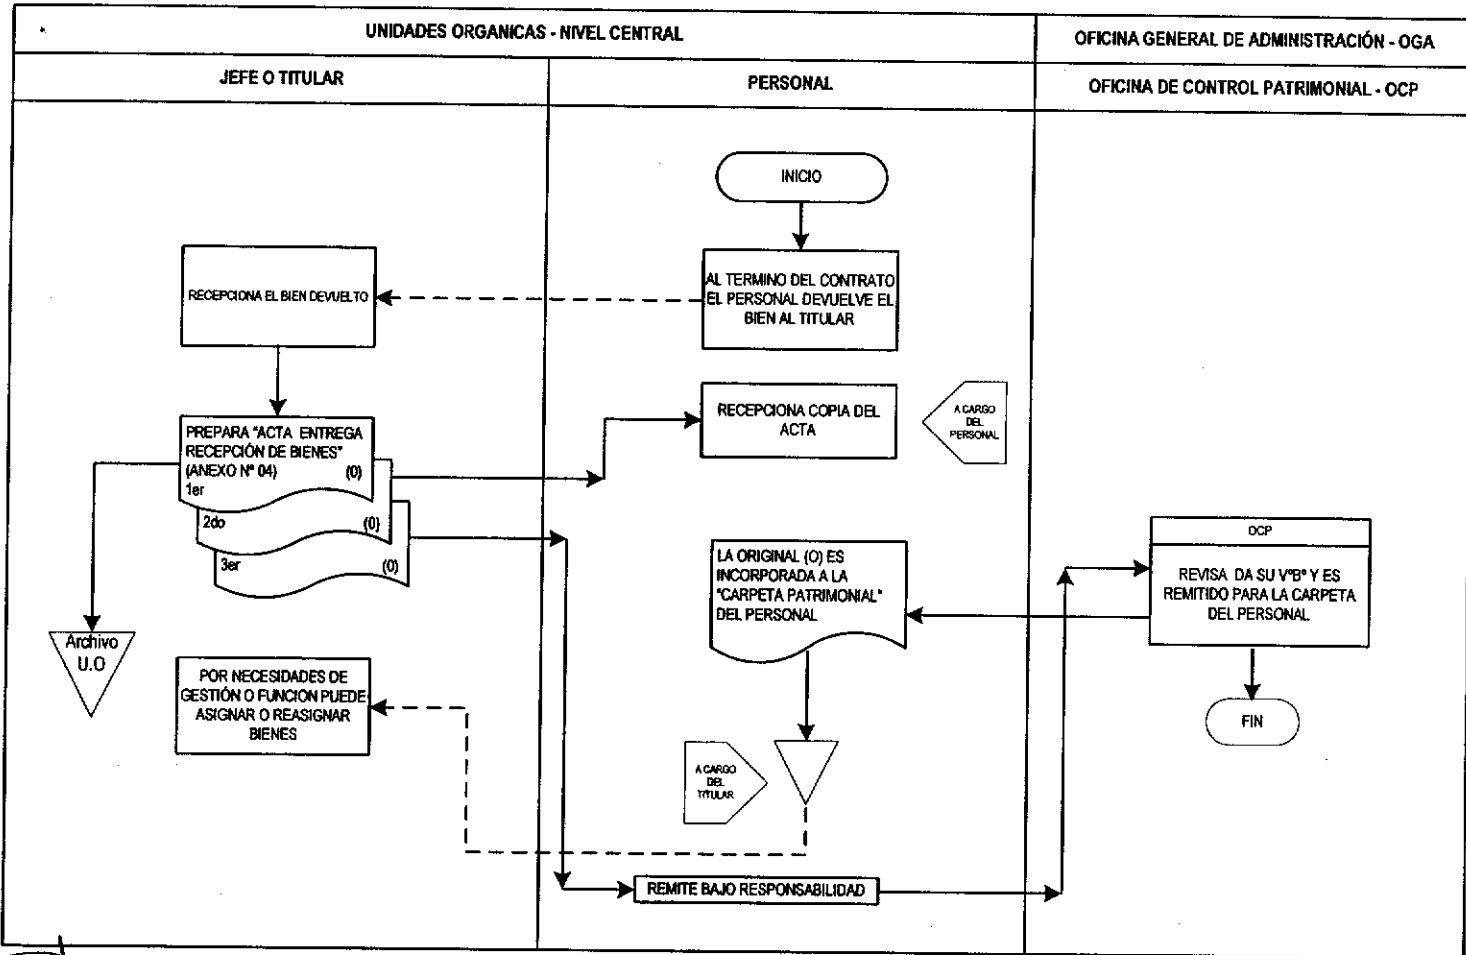 UNIDADES ORGANICAS - NIVEL CENTRAL
OFICINA GENERAL DE ADMINISTRACIÓN - OGA
JEFE O TITULAR
PERSONAL
OFICINA DE CONTROL PATRIMONIAL - OCP
INICIO
RECEPCIONA EL BIEN DEVUELTO
AL TERMINO DEL CONTRATO
EL PERSONAL DEVUELVE EL
BIEN AL TITULAR
PREPARA "ACTA ENTREGA
RECEPCIÓN DE BIENES"
(ANEXO Nº 04) (0)
1er
2do (0)
3er (0)
RECEPCIONA COPIA DEL
ACTA
A CARGO
DEL
PERSONAL
Archivo
U.O
LA ORIGINAL (O) ES
INCORPORADA A LA
"CARPETA PATRIMONIAL"
DEL PERSONAL
OCP
REVISA DA SU VºBº Y ES
REMITIDO PARA LA CARPETA
DEL PERSONAL
POR NECESIDADES DE
GESTIÓN O FUNCION PUEDE
ASIGNAR O REASIGNAR
BIENES
FIN
A CARGO
DEL
TITULAR
REMITE BAJO RESPONSABILIDAD